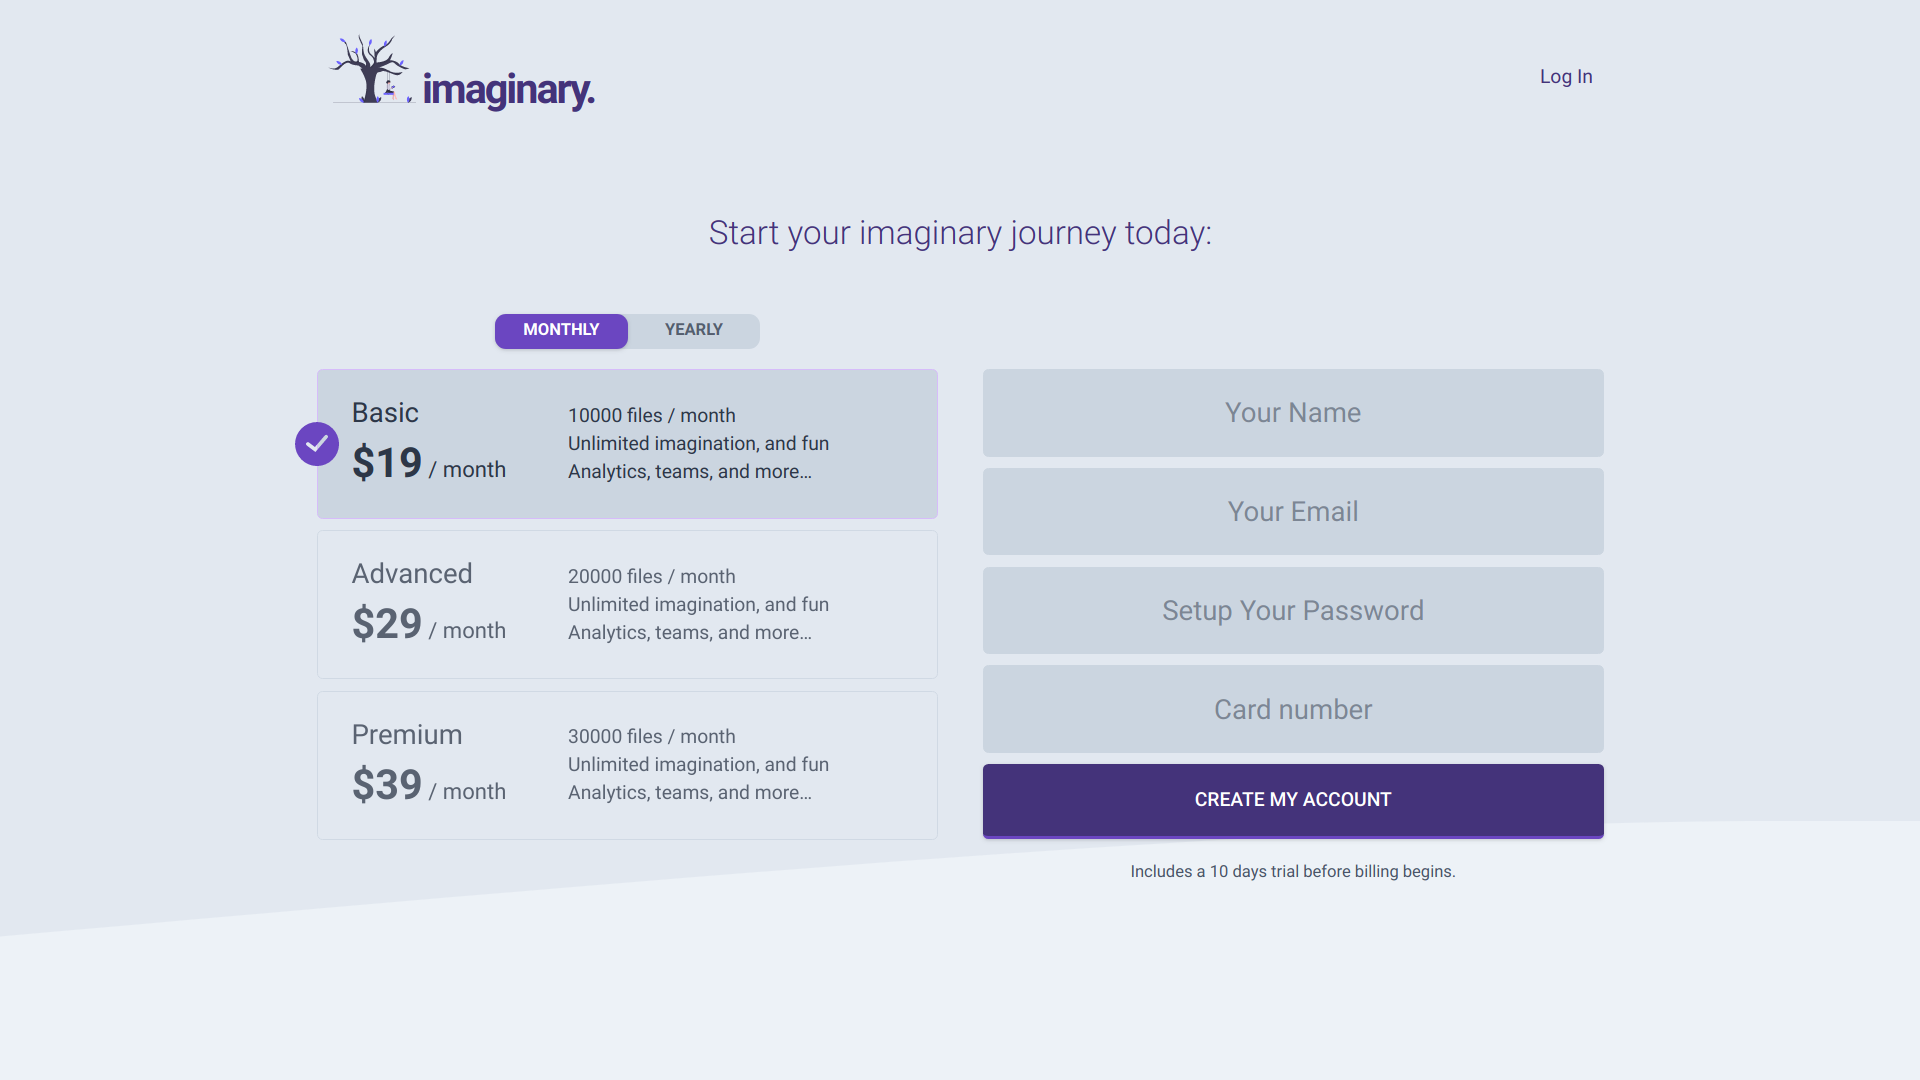 imaginary.
Log In
Start your imaginary journey today:
MONTHLY
YEARLY
Basic
$19 / month
10000 files / month
Unlimited imagination, and fun
Analytics, teams, and more...
Advanced
$29 / month
20000 files / month
Unlimited imagination, and fun
Analytics, teams, and more...
Premium
$39 / month
30000 files / month
Unlimited imagination, and fun
Analytics, teams, and more...
Your Name
Your Email
Setup Your Password
Card number
CREATE MY ACCOUNT
Includes a 10 days trial before billing begins.